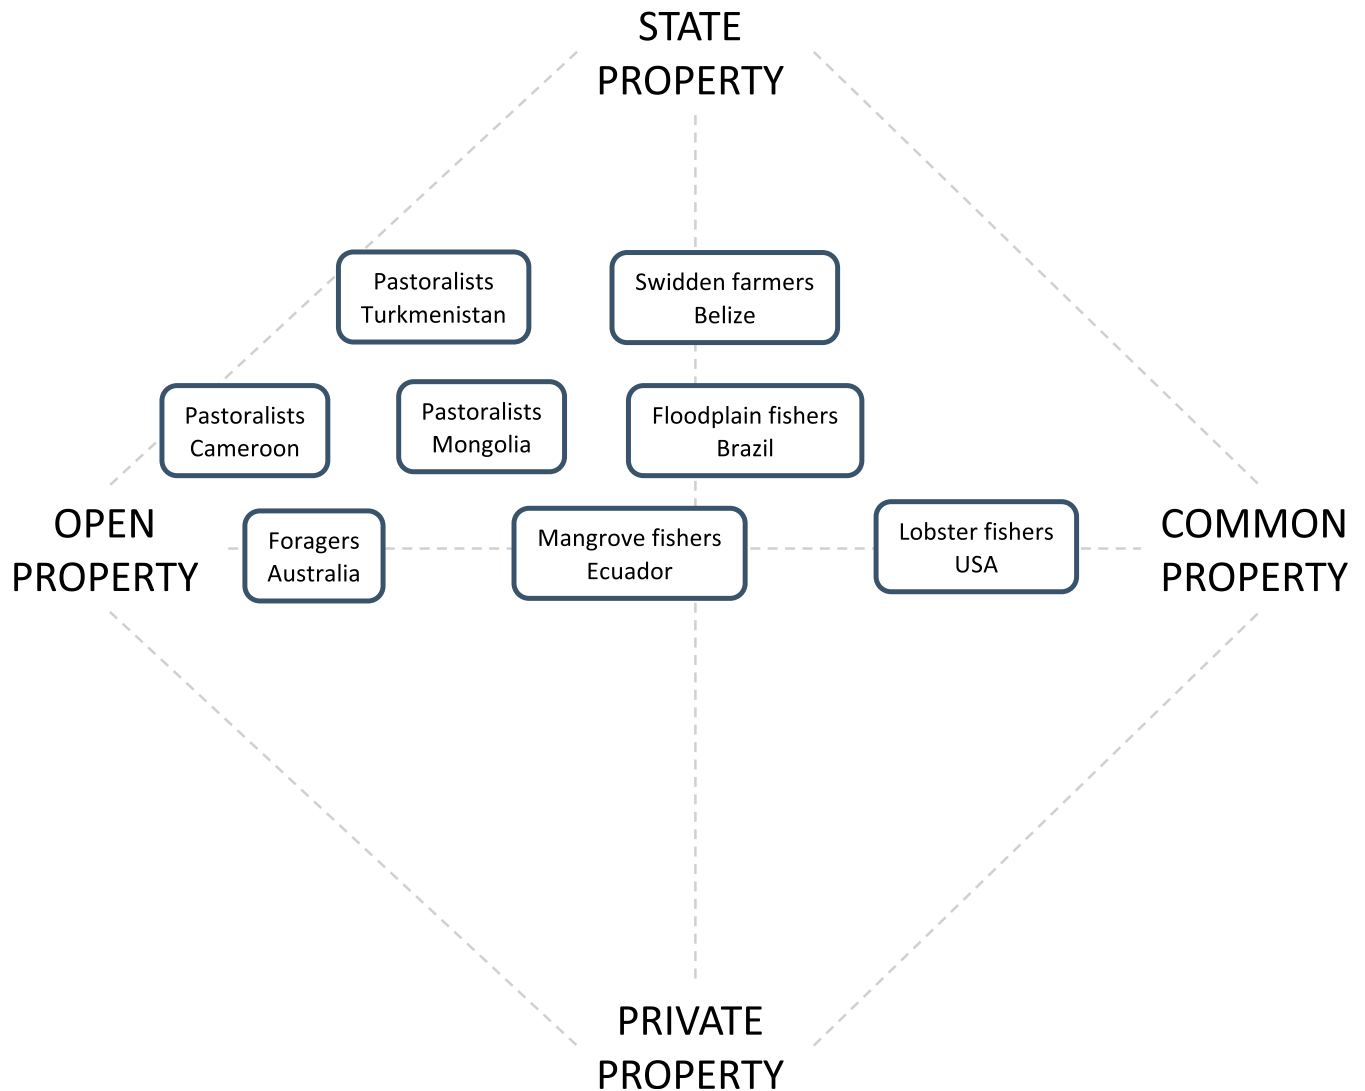 STATE
PROPERTY
Pastoralists
Turkmenistan
Swidden farmers
Belize
Pastoralists
Cameroon
Pastoralists
Mongolia
Floodplain fishers
Brazil
OPEN
PROPERTY
Foragers
Australia
Mangrove fishers
Ecuador
Lobster fishers
USA
COMMON
PROPERTY
PRIVATE
PROPERTY